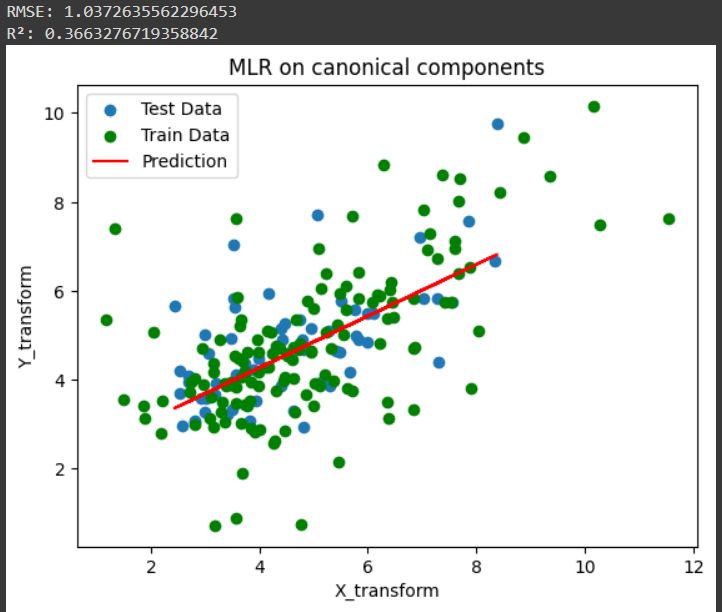 RMSE: 1.0372635562296453
R²: 0.3663276719358842
MLR on canonical components
Test Data
Train Data
Prediction
10
8
6
4
2
Y_transform
2 4 6 8 10 12
X_transform